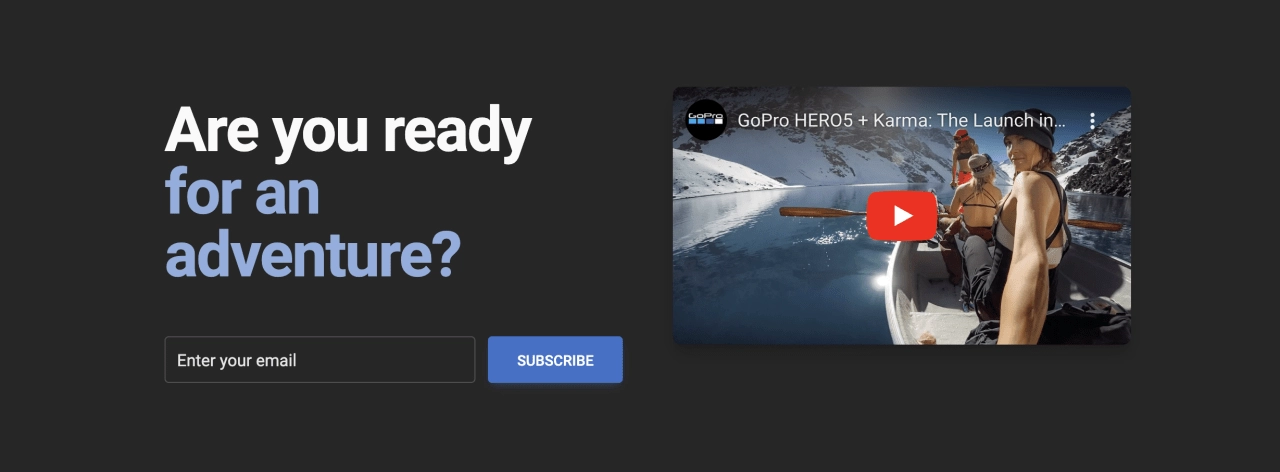 Are you ready
for an
adventure?
Enter your email
SUBSCRIBE
GoPro
GoPro HERO5 + Karma: The Launch in...